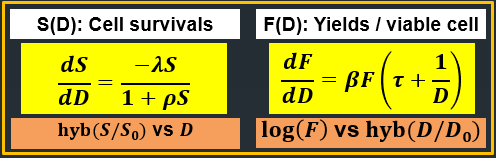 S(D): Cell survivals
dS/dD = −λS/(1 + ρS)
hyb(S/S₀) vs D
F(D): Yields / viable cell
dF/dD = βF(τ + 1/D)
log(F) vs hyb(D/D₀)